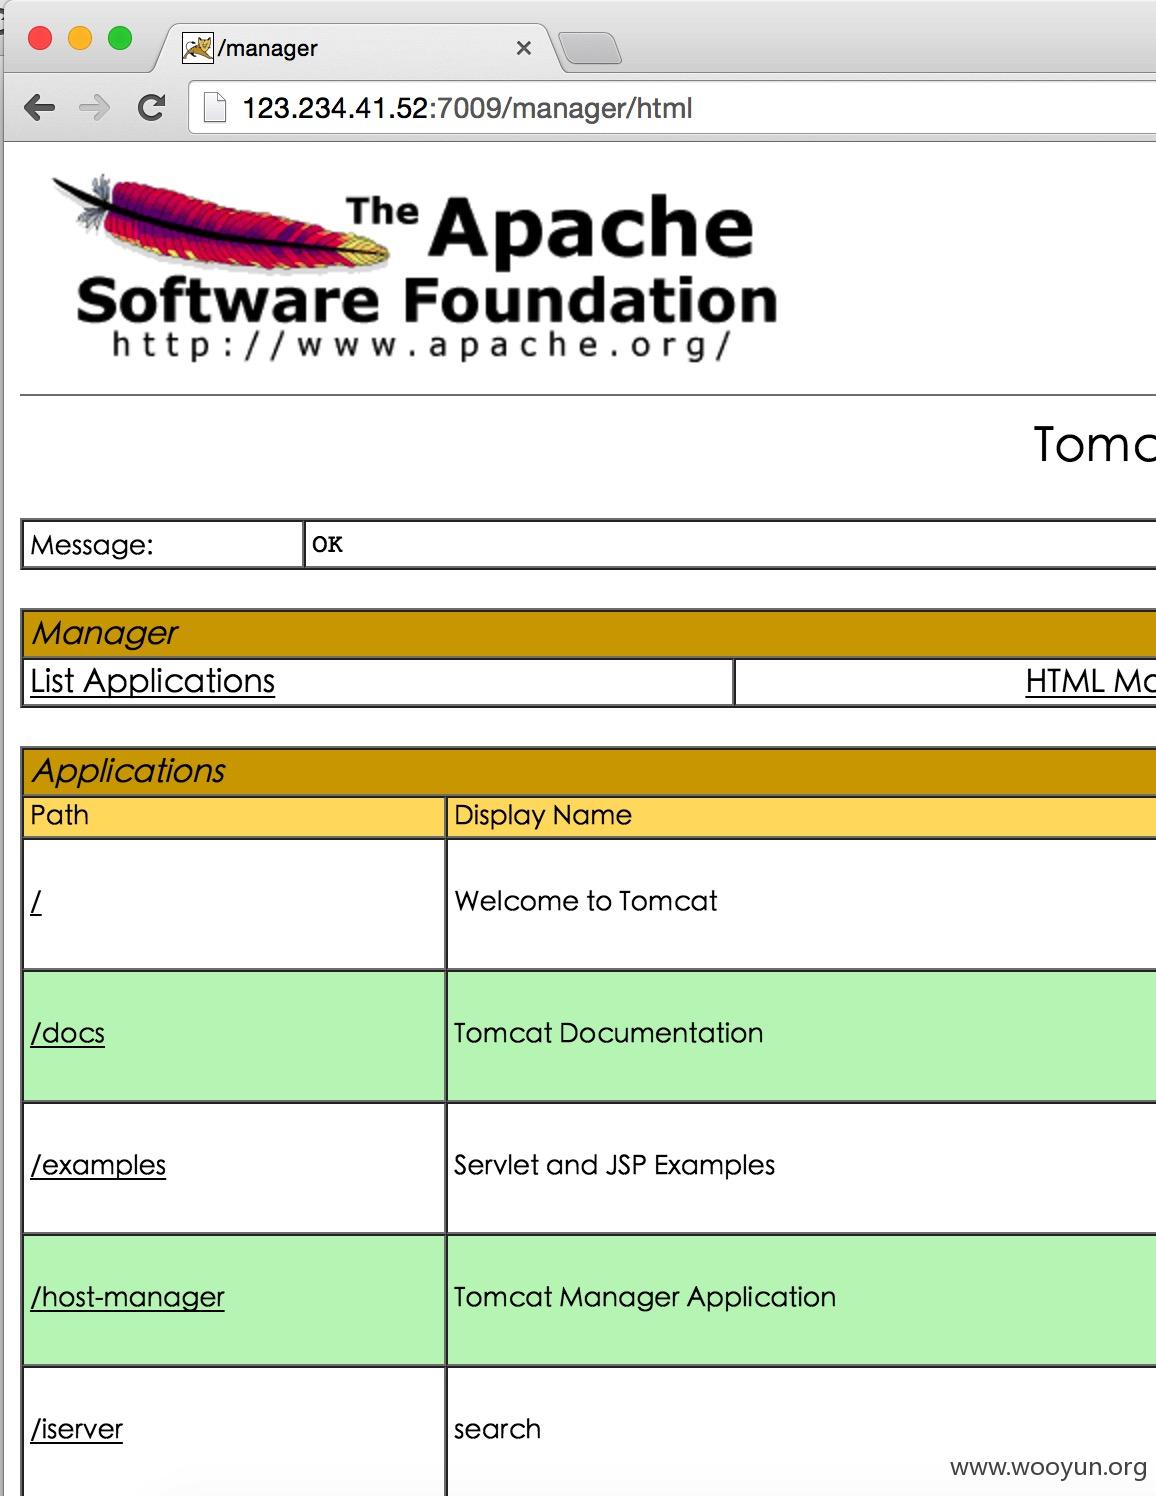 /manager
123.234.41.52:7009/manager/html
The Apache
Software Foundation
http://www.apache.org/
Tomc
Message: OK
Manager
List Applications HTML Ma
Applications
Path Display Name
/ Welcome to Tomcat
/docs Tomcat Documentation
/examples Servlet and JSP Examples
/host-manager Tomcat Manager Application
/iserver search
www.wooyun.org